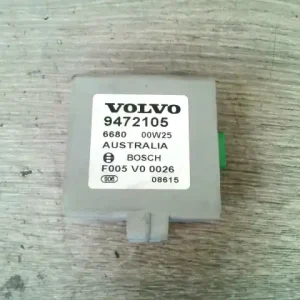 VOLVO
9472105
6680 00W25
AUSTRALIA
BOSCH
F005 V0 0026
08615